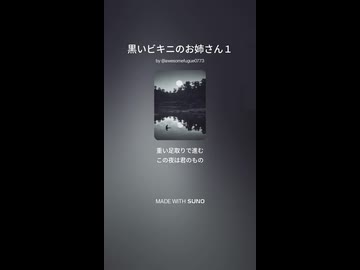 黒いビキニのお姉さん１
by @awesomefugue0773
重い足取りで進む
この夜は君のもの
MADE WITH SUNO